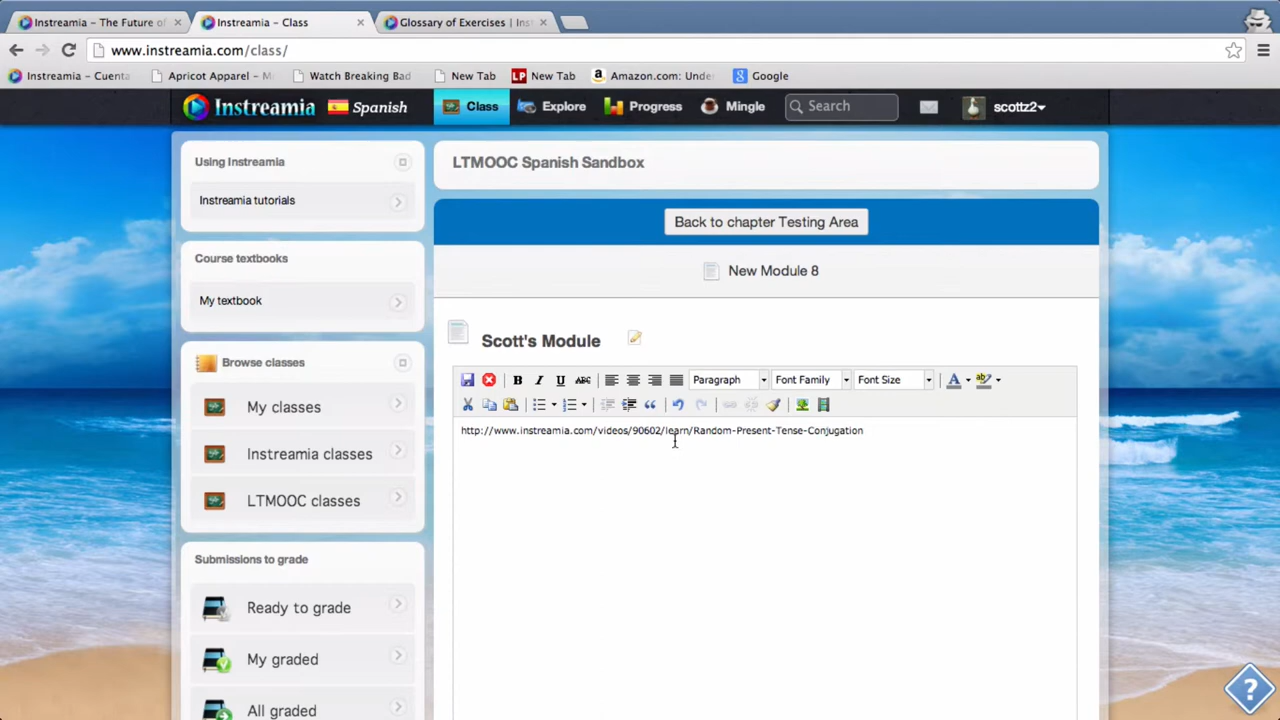 Instreamia – The Future of
Instreamia – Class
Glossary of Exercises | Ins
www.instreamia.com/class/
Instreamia – Cuenta
Apricot Apparel – M
Watch Breaking Bad
New Tab
LP New Tab
Amazon.com: Unde
Google
Instreamia
Spanish
Class
Explore
Progress
Mingle
Search
scottz2
Using Instreamia
Instreamia tutorials
Course textbooks
My textbook
Browse classes
My classes
Instreamia classes
LTMOOC classes
Submissions to grade
Ready to grade
My graded
All graded
LTMOOC Spanish Sandbox
Back to chapter Testing Area
New Module 8
Scott's Module
B I U ABC
Paragraph
Font Family
Font Size
A
ab
http://www.instreamia.com/videos/90602/learn/Random-Present-Tense-Conjugation
?